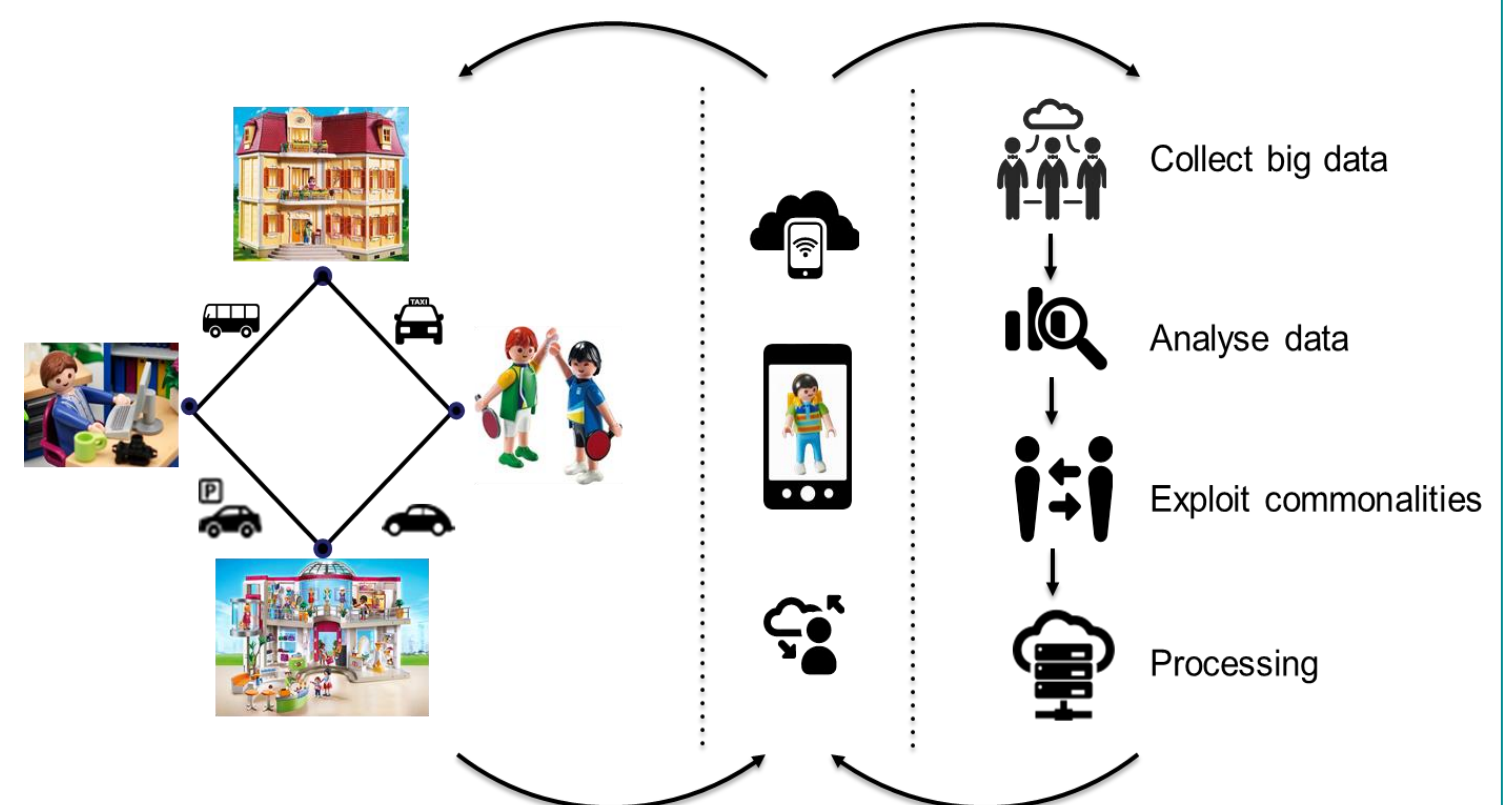 TAXI
P
Collect big data
Analyse data
Exploit commonalities
Processing